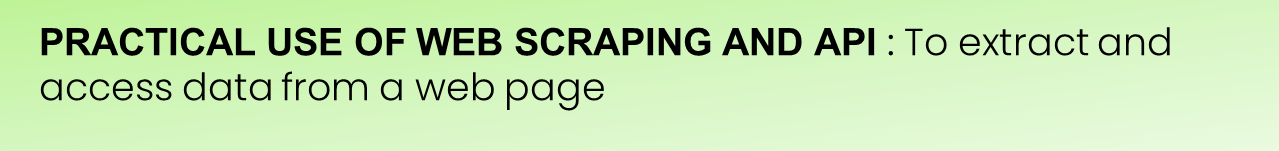 PRACTICAL USE OF WEB SCRAPING AND API : To extract and
access data from a web page